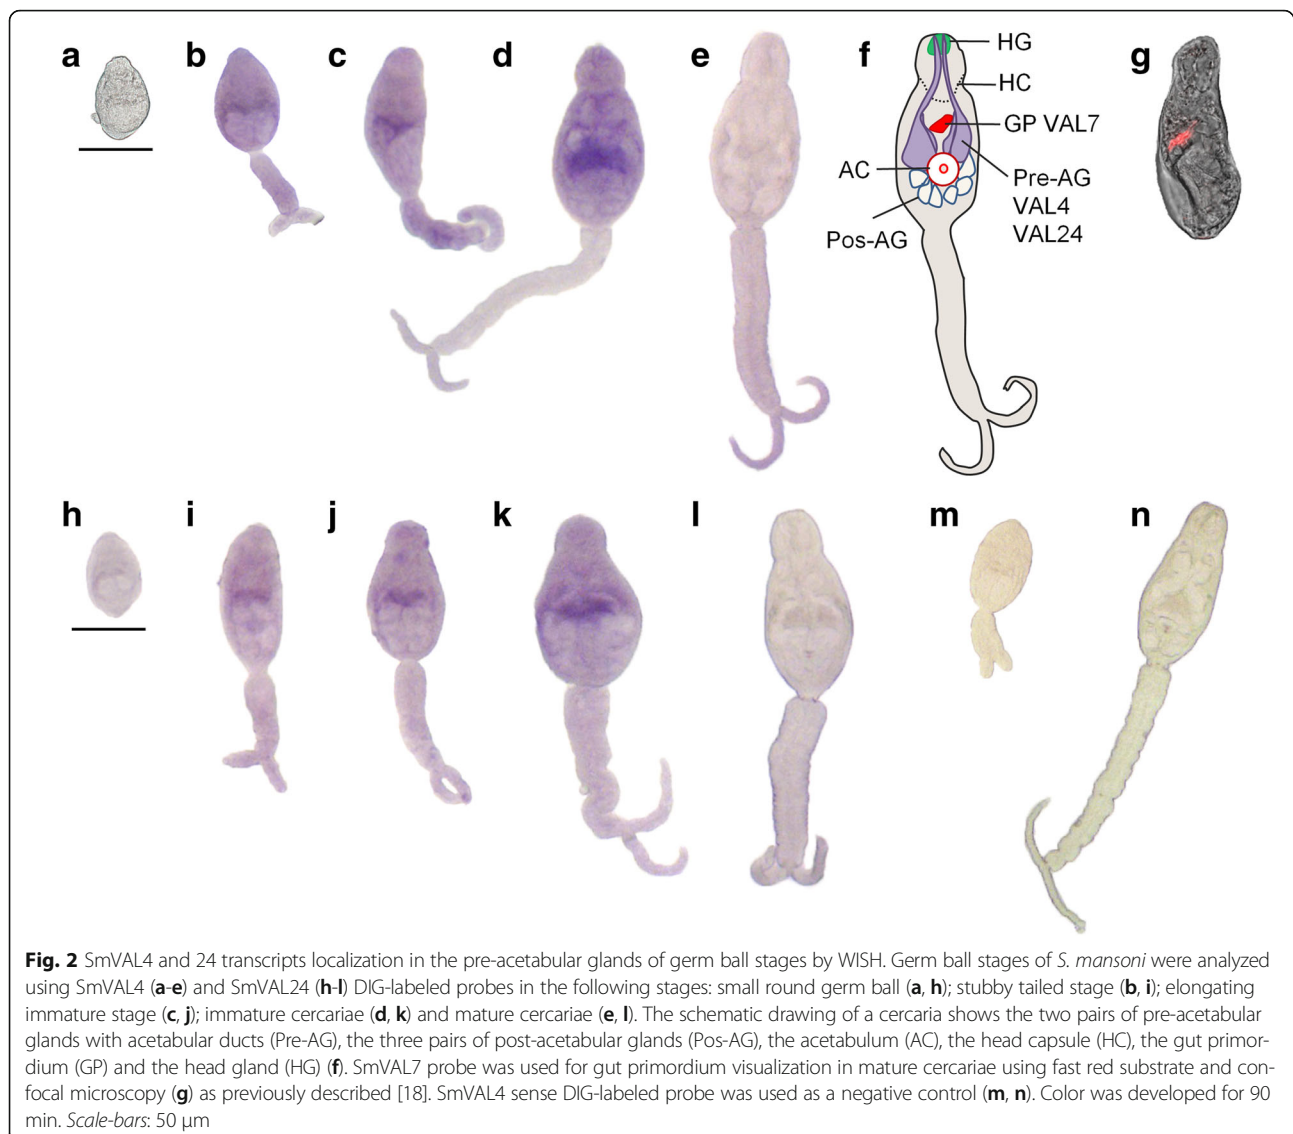 a
b
c
d
e
f
g
HG
HC
GP VAL7
AC
Pre-AG
VAL4
VAL24
Pos-AG
h
i
j
k
l
m
n
Fig. 2 SmVAL4 and 24 transcripts localization in the pre-acetabular glands of germ ball stages by WISH. Germ ball stages of S. mansoni were analyzed
using SmVAL4 (a-e) and SmVAL24 (h-l) DIG-labeled probes in the following stages: small round germ ball (a, h); stubby tailed stage (b, i); elongating
immature stage (c, j); immature cercariae (d, k) and mature cercariae (e, l). The schematic drawing of a cercaria shows the two pairs of pre-acetabular
glands with acetabular ducts (Pre-AG), the three pairs of post-acetabular glands (Pos-AG), the acetabulum (AC), the head capsule (HC), the gut primor-
dium (GP) and the head gland (HG) (f). SmVAL7 probe was used for gut primordium visualization in mature cercariae using fast red substrate and con-
focal microscopy (g) as previously described [18]. SmVAL4 sense DIG-labeled probe was used as a negative control (m, n). Color was developed for 90
min. Scale-bars: 50 μm